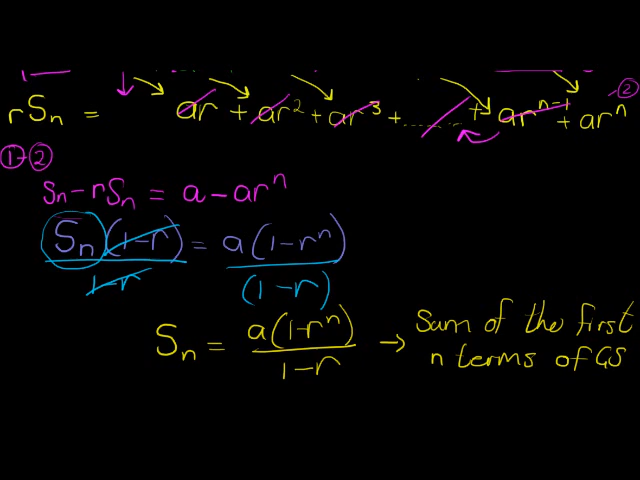 rSₙ = ar + ar² + ar³ + ...... + arⁿ⁻¹ + arⁿ ②
①-②
Sₙ - rSₙ = a - arⁿ
Sₙ(1-r) = a(1-rⁿ)
1-r (1-r)
Sₙ = a(1-rⁿ) → Sum of the first
1-r n terms of GS